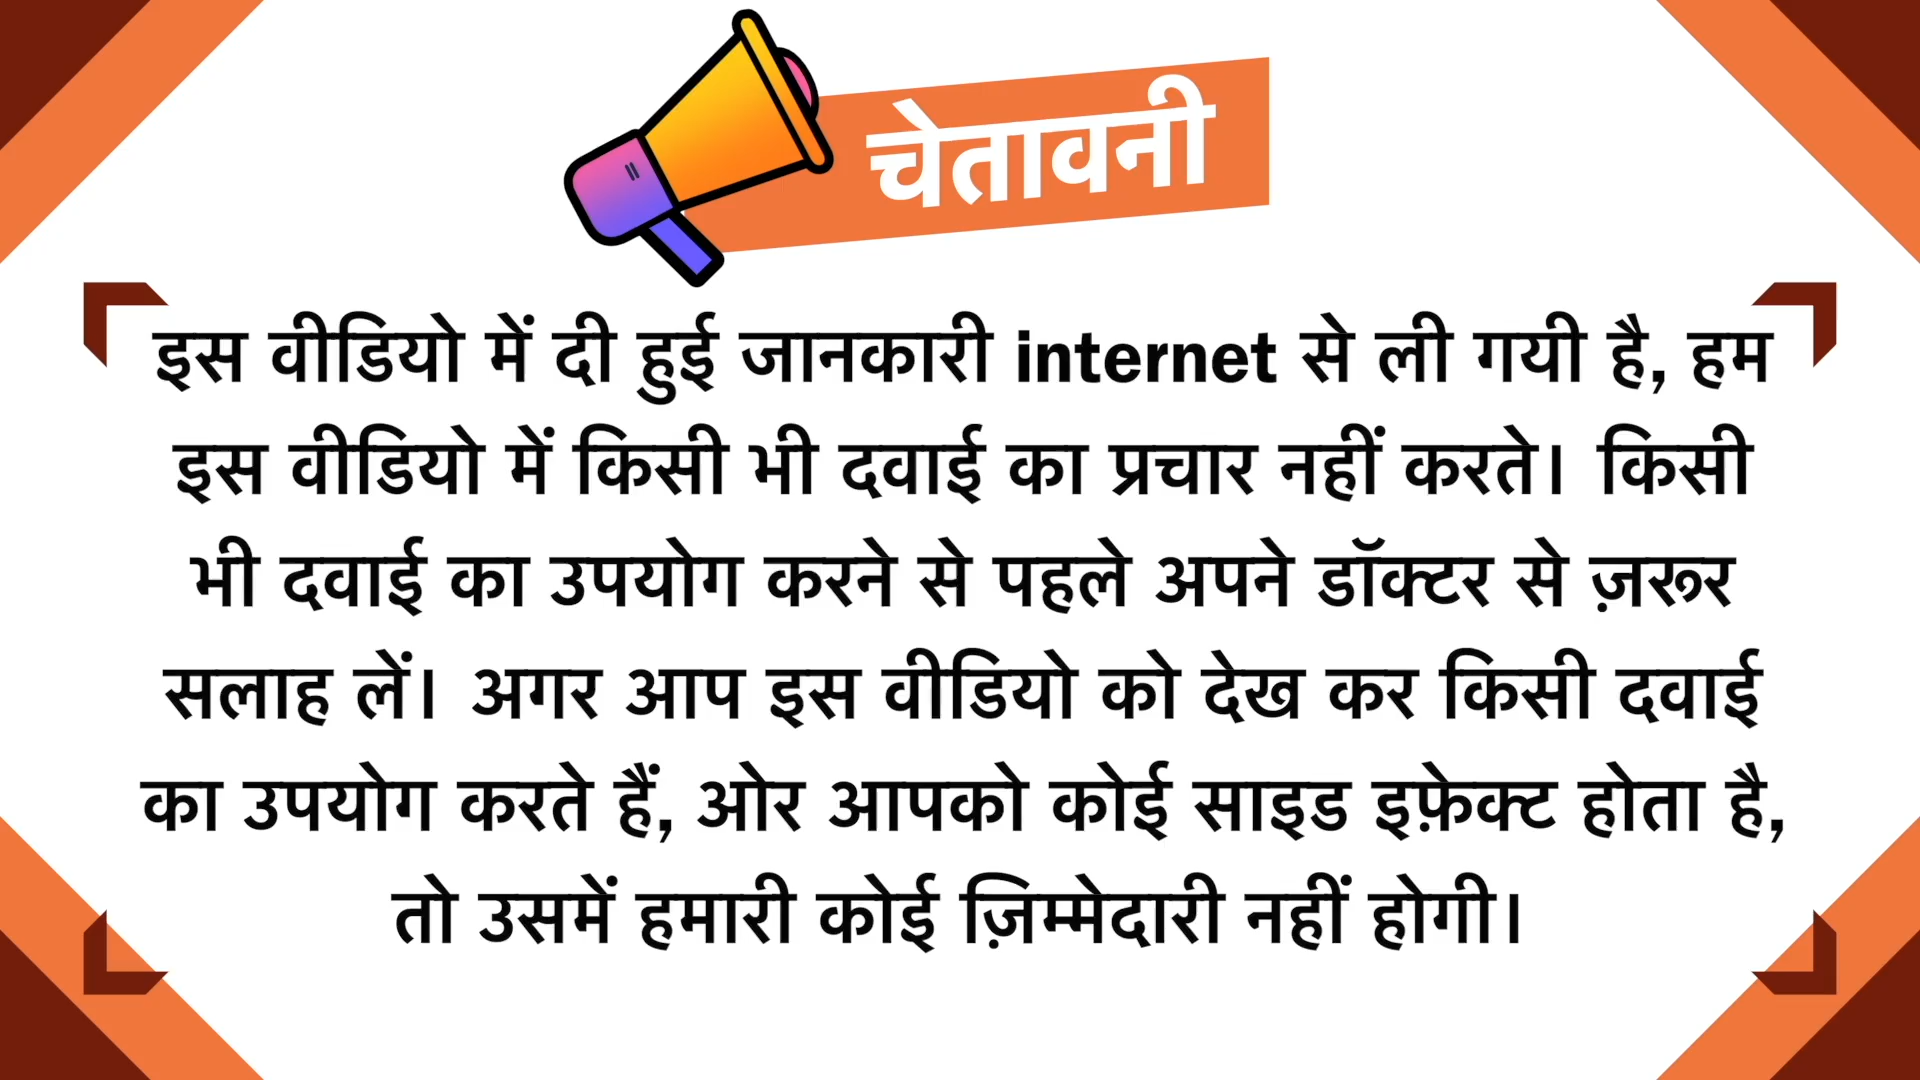 चेतावनी
इस वीडियो में दी हुई जानकारी internet से ली गयी है, हम
इस वीडियो में किसी भी दवाई का प्रचार नहीं करते। किसी
भी दवाई का उपयोग करने से पहले अपने डॉक्टर से ज़रूर
सलाह लें। अगर आप इस वीडियो को देख कर किसी दवाई
का उपयोग करते हैं, ओर आपको कोई साइड इफ़ेक्ट होता है,
तो उसमें हमारी कोई ज़िम्मेदारी नहीं होगी।